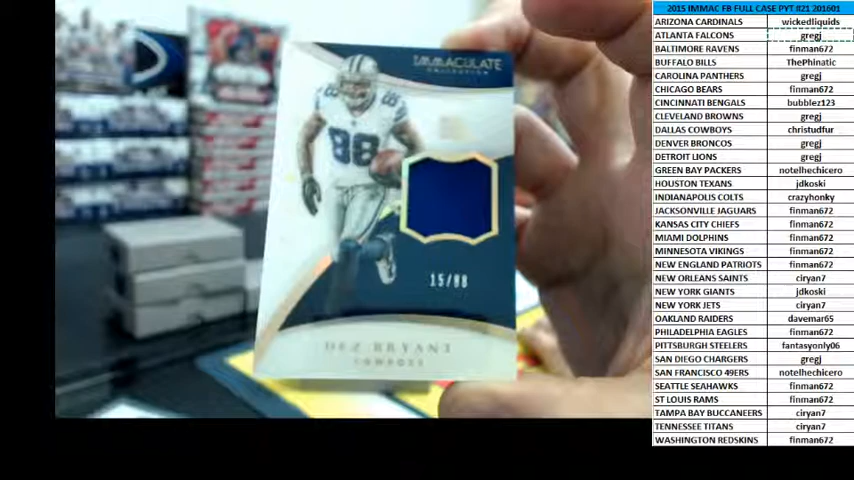 IMMACULATE
COLLECTION
88
88
15/88
DEZ BRYANT
COWBOYS
2015 IMMAC FB FULL CASE PYT #21 201601
ARIZONA CARDINALS wickedliquids
ATLANTA FALCONS gregj
BALTIMORE RAVENS finman672
BUFFALO BILLS ThePhinatic
CAROLINA PANTHERS gregj
CHICAGO BEARS finman672
CINCINNATI BENGALS bubblez123
CLEVELAND BROWNS gregj
DALLAS COWBOYS christudfur
DENVER BRONCOS gregj
DETROIT LIONS gregj
GREEN BAY PACKERS notelhechicero
HOUSTON TEXANS jdkoski
INDIANAPOLIS COLTS crazyhonky
JACKSONVILLE JAGUARS finman672
KANSAS CITY CHIEFS finman672
MIAMI DOLPHINS finman672
MINNESOTA VIKINGS finman672
NEW ENGLAND PATRIOTS finman672
NEW ORLEANS SAINTS ciryan7
NEW YORK GIANTS jdkoski
NEW YORK JETS ciryan7
OAKLAND RAIDERS davemar65
PHILADELPHIA EAGLES finman672
PITTSBURGH STEELERS fantasyonly06
SAN DIEGO CHARGERS gregj
SAN FRANCISCO 49ERS notelhechicero
SEATTLE SEAHAWKS finman672
ST LOUIS RAMS finman672
TAMPA BAY BUCCANEERS ciryan7
TENNESSEE TITANS ciryan7
WASHINGTON REDSKINS finman672